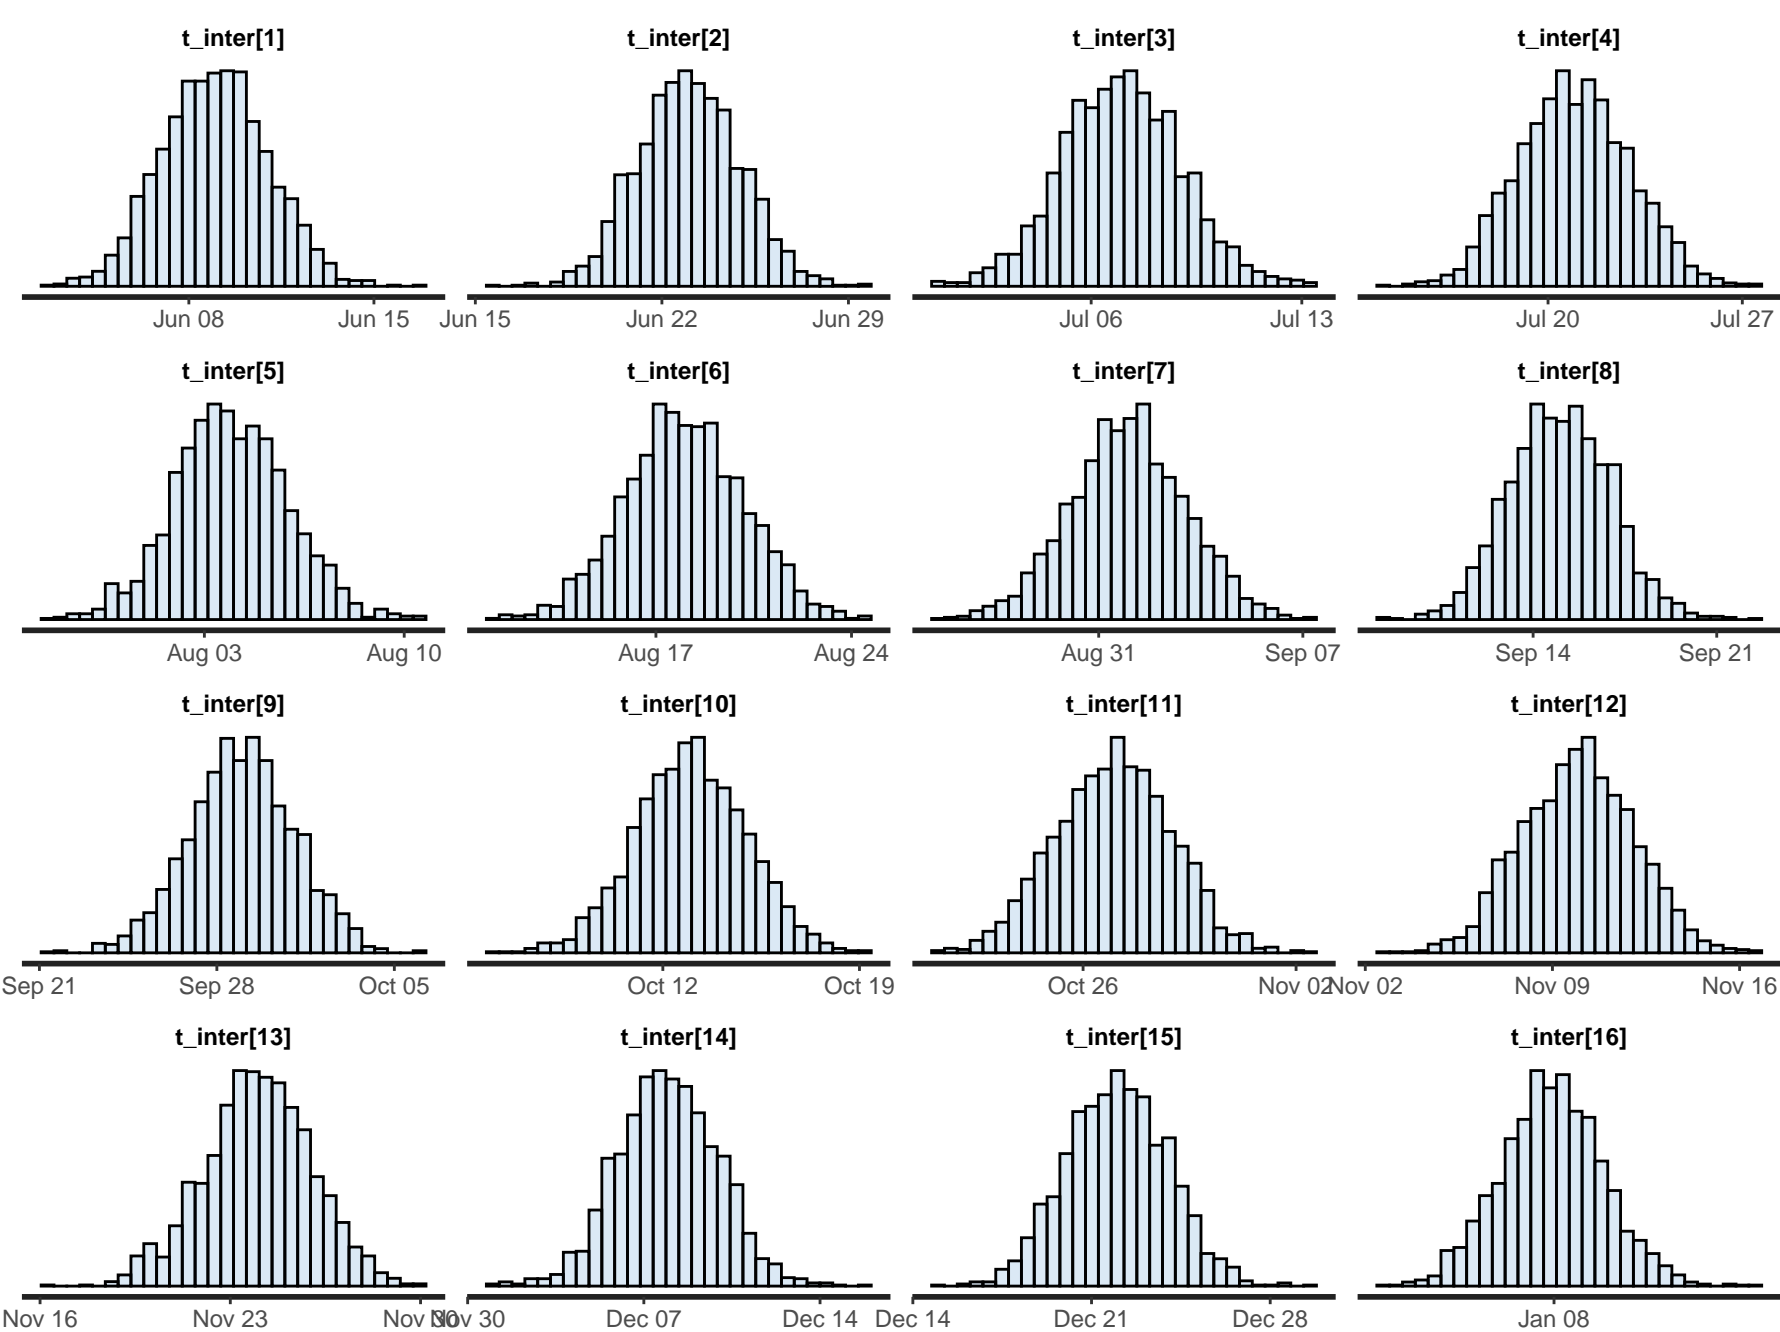 t_inter[1] t_inter[2] t_inter[3] t_inter[4]
Jun 08 Jun 15 Jun 15 Jun 22 Jun 29 Jul 06 Jul 13 Jul 20 Jul 27
t_inter[5] t_inter[6] t_inter[7] t_inter[8]
Aug 03 Aug 10 Aug 17 Aug 24 Aug 31 Sep 07 Sep 14 Sep 21
t_inter[9] t_inter[10] t_inter[11] t_inter[12]
Sep 21 Sep 28 Oct 05 Oct 12 Oct 19 Oct 26 Nov 02 Nov 02 Nov 09 Nov 16
t_inter[13] t_inter[14] t_inter[15] t_inter[16]
Nov 16 Nov 23 Nov 30 Nov 30 Dec 07 Dec 14 Dec 14 Dec 21 Dec 28 Jan 08